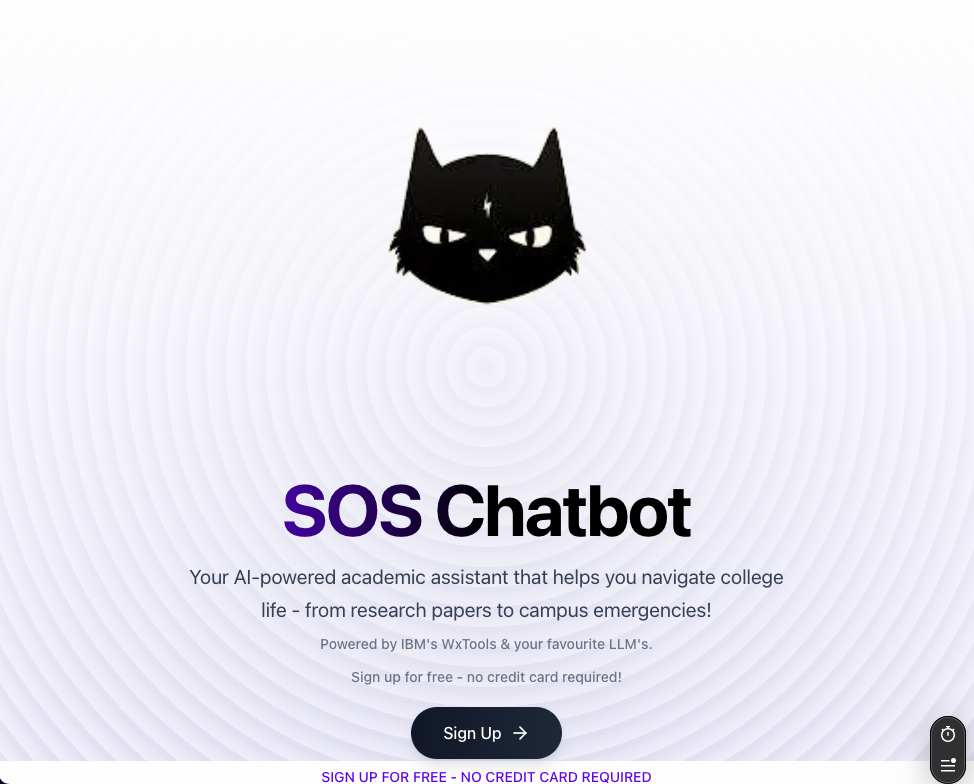 SOS Chatbot
Your AI-powered academic assistant that helps you navigate college
life - from research papers to campus emergencies!
Powered by IBM's WxTools & your favourite LLM's.
Sign up for free - no credit card required!
Sign Up
SIGN UP FOR FREE - NO CREDIT CARD REQUIRED